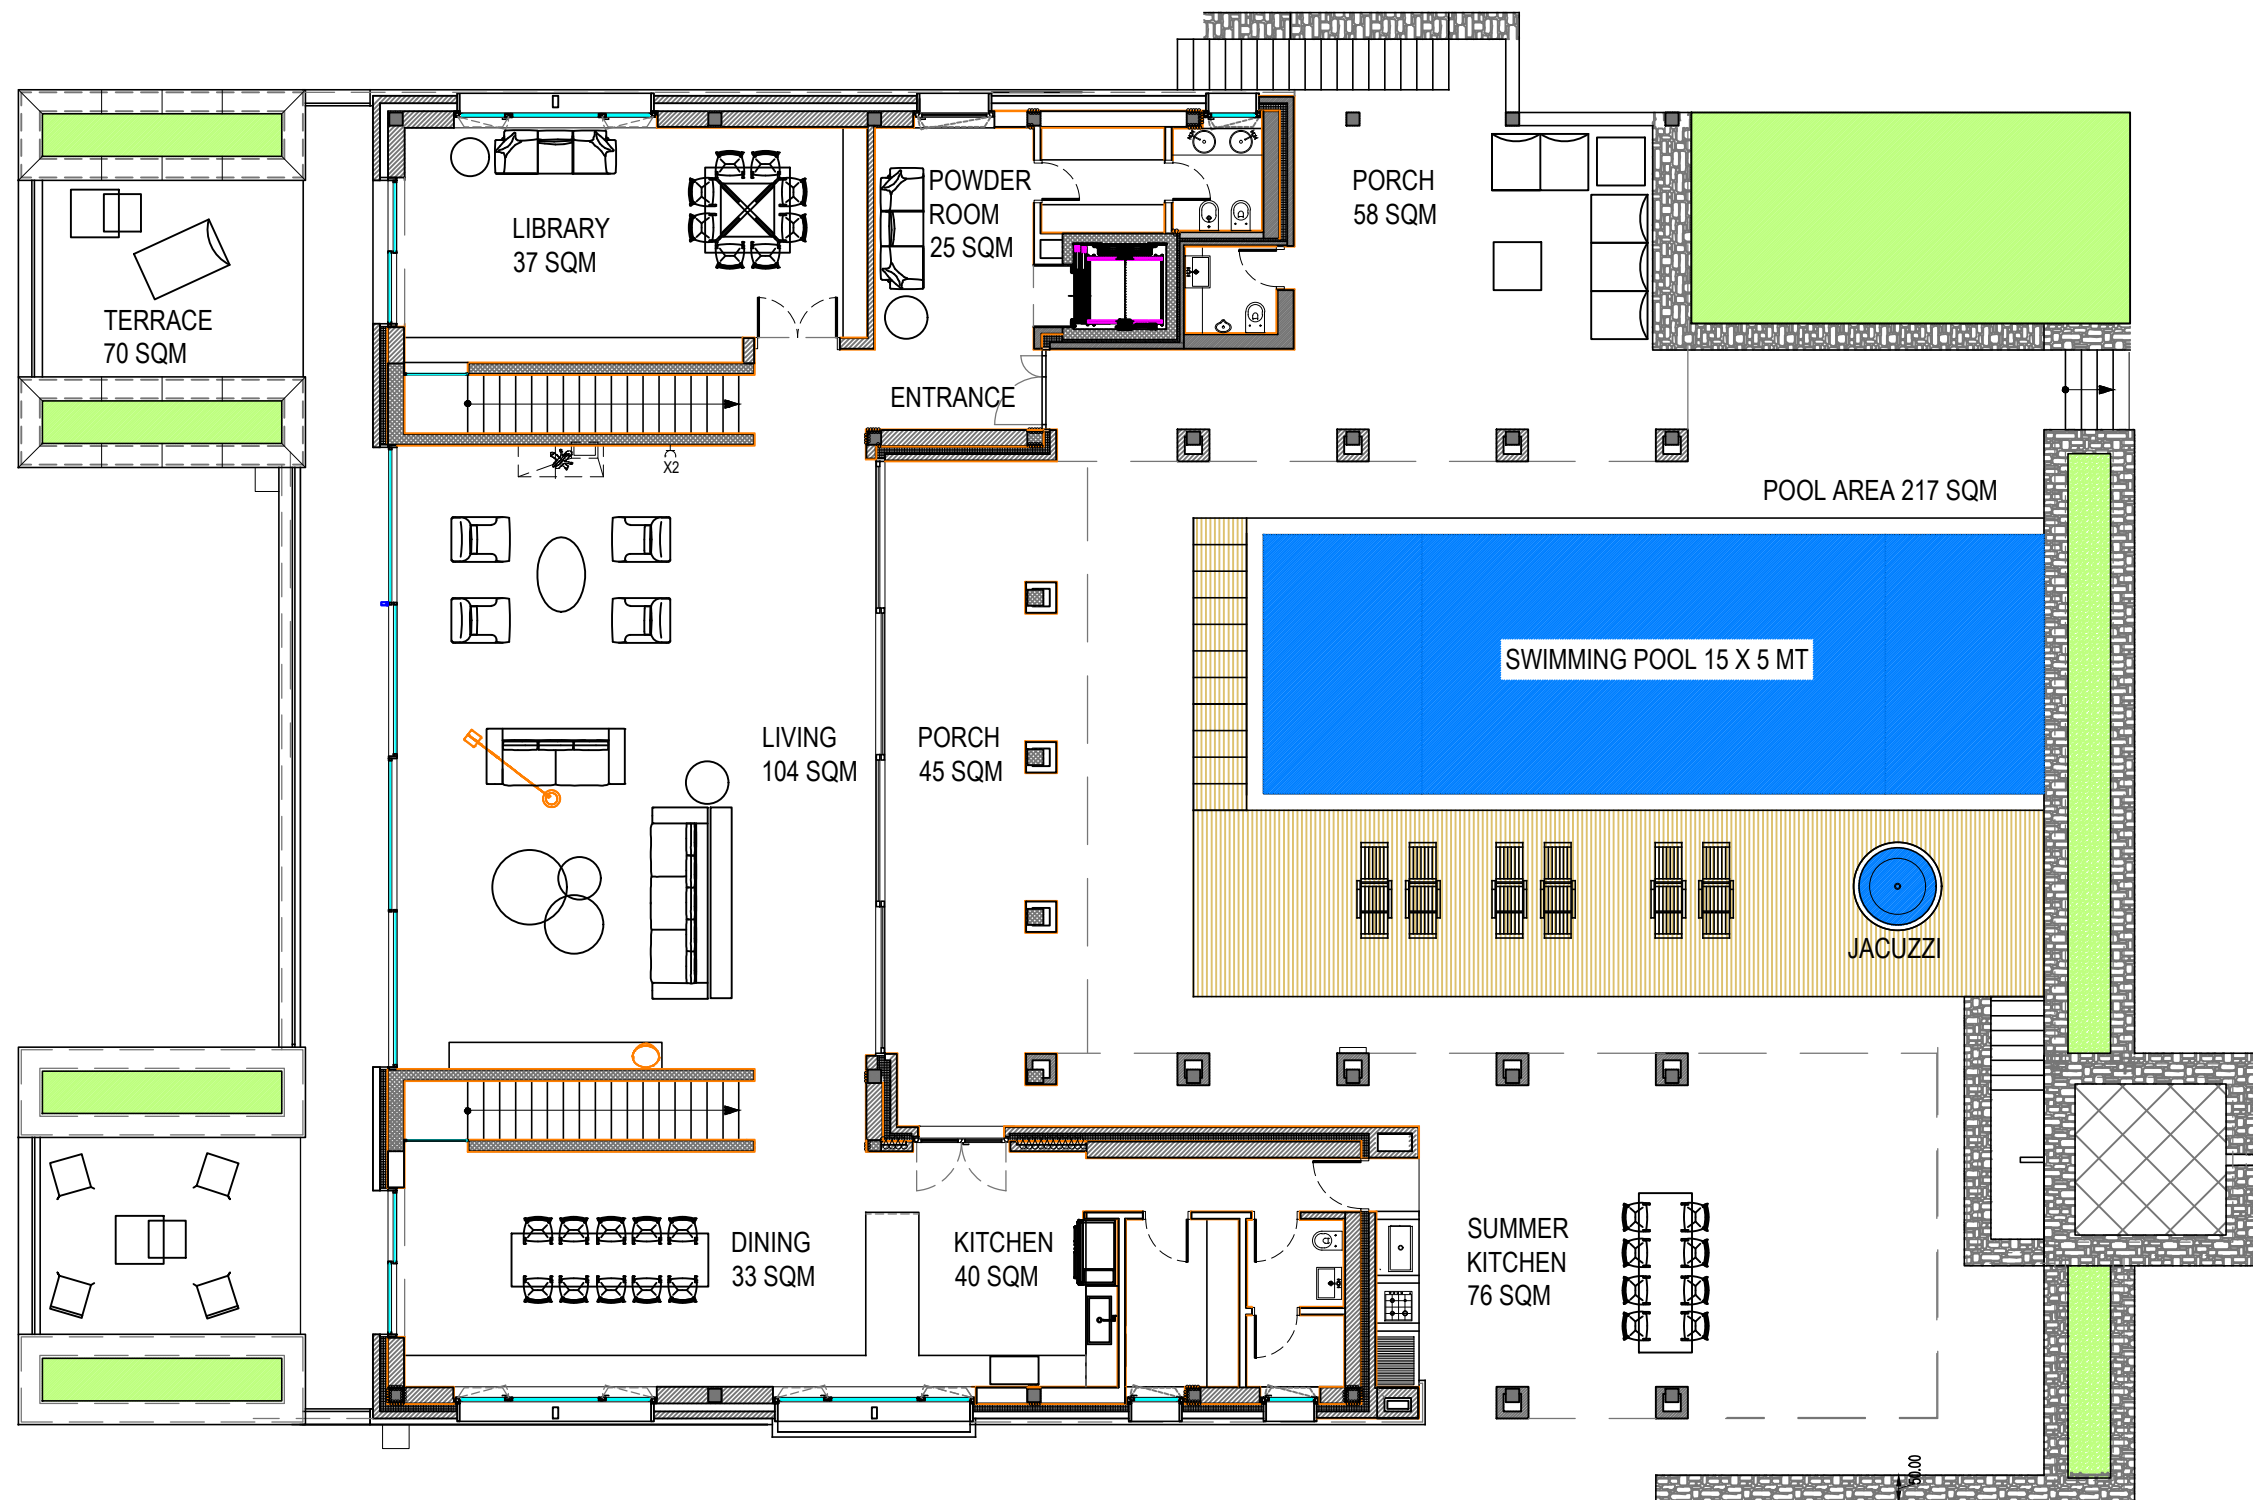 LIBRARY
37 SQM
POWDER
ROOM
25 SQM
PORCH
58 SQM
TERRACE
70 SQM
ENTRANCE
X2
POOL AREA 217 SQM
SWIMMING POOL 15 X 5 MT
LIVING
104 SQM
PORCH
45 SQM
JACUZZI
DINING
33 SQM
KITCHEN
40 SQM
SUMMER
KITCHEN
76 SQM
50.00